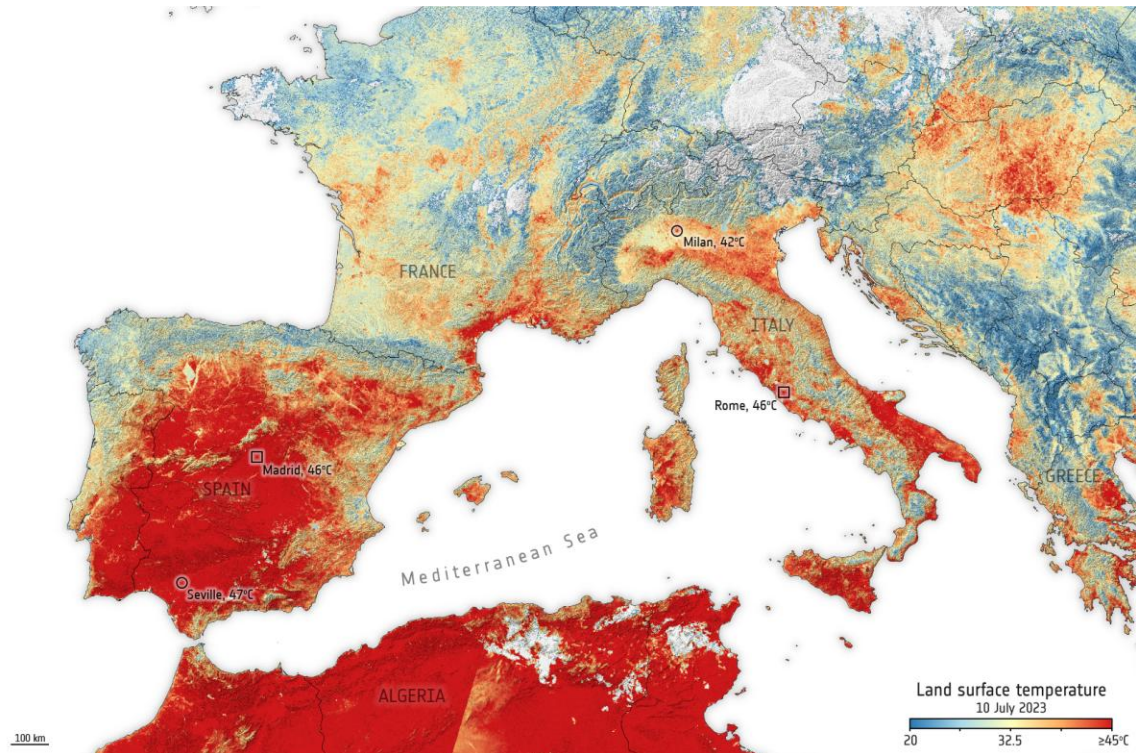 FRANCE
Milan, 42°C
ITALY
Rome, 46°C
Madrid, 46°C
SPAIN
GREECE
Mediterranean Sea
Seville, 47°C
ALGERIA
Land surface temperature
10 July 2023
20 32.5 ≥45°C
100 km